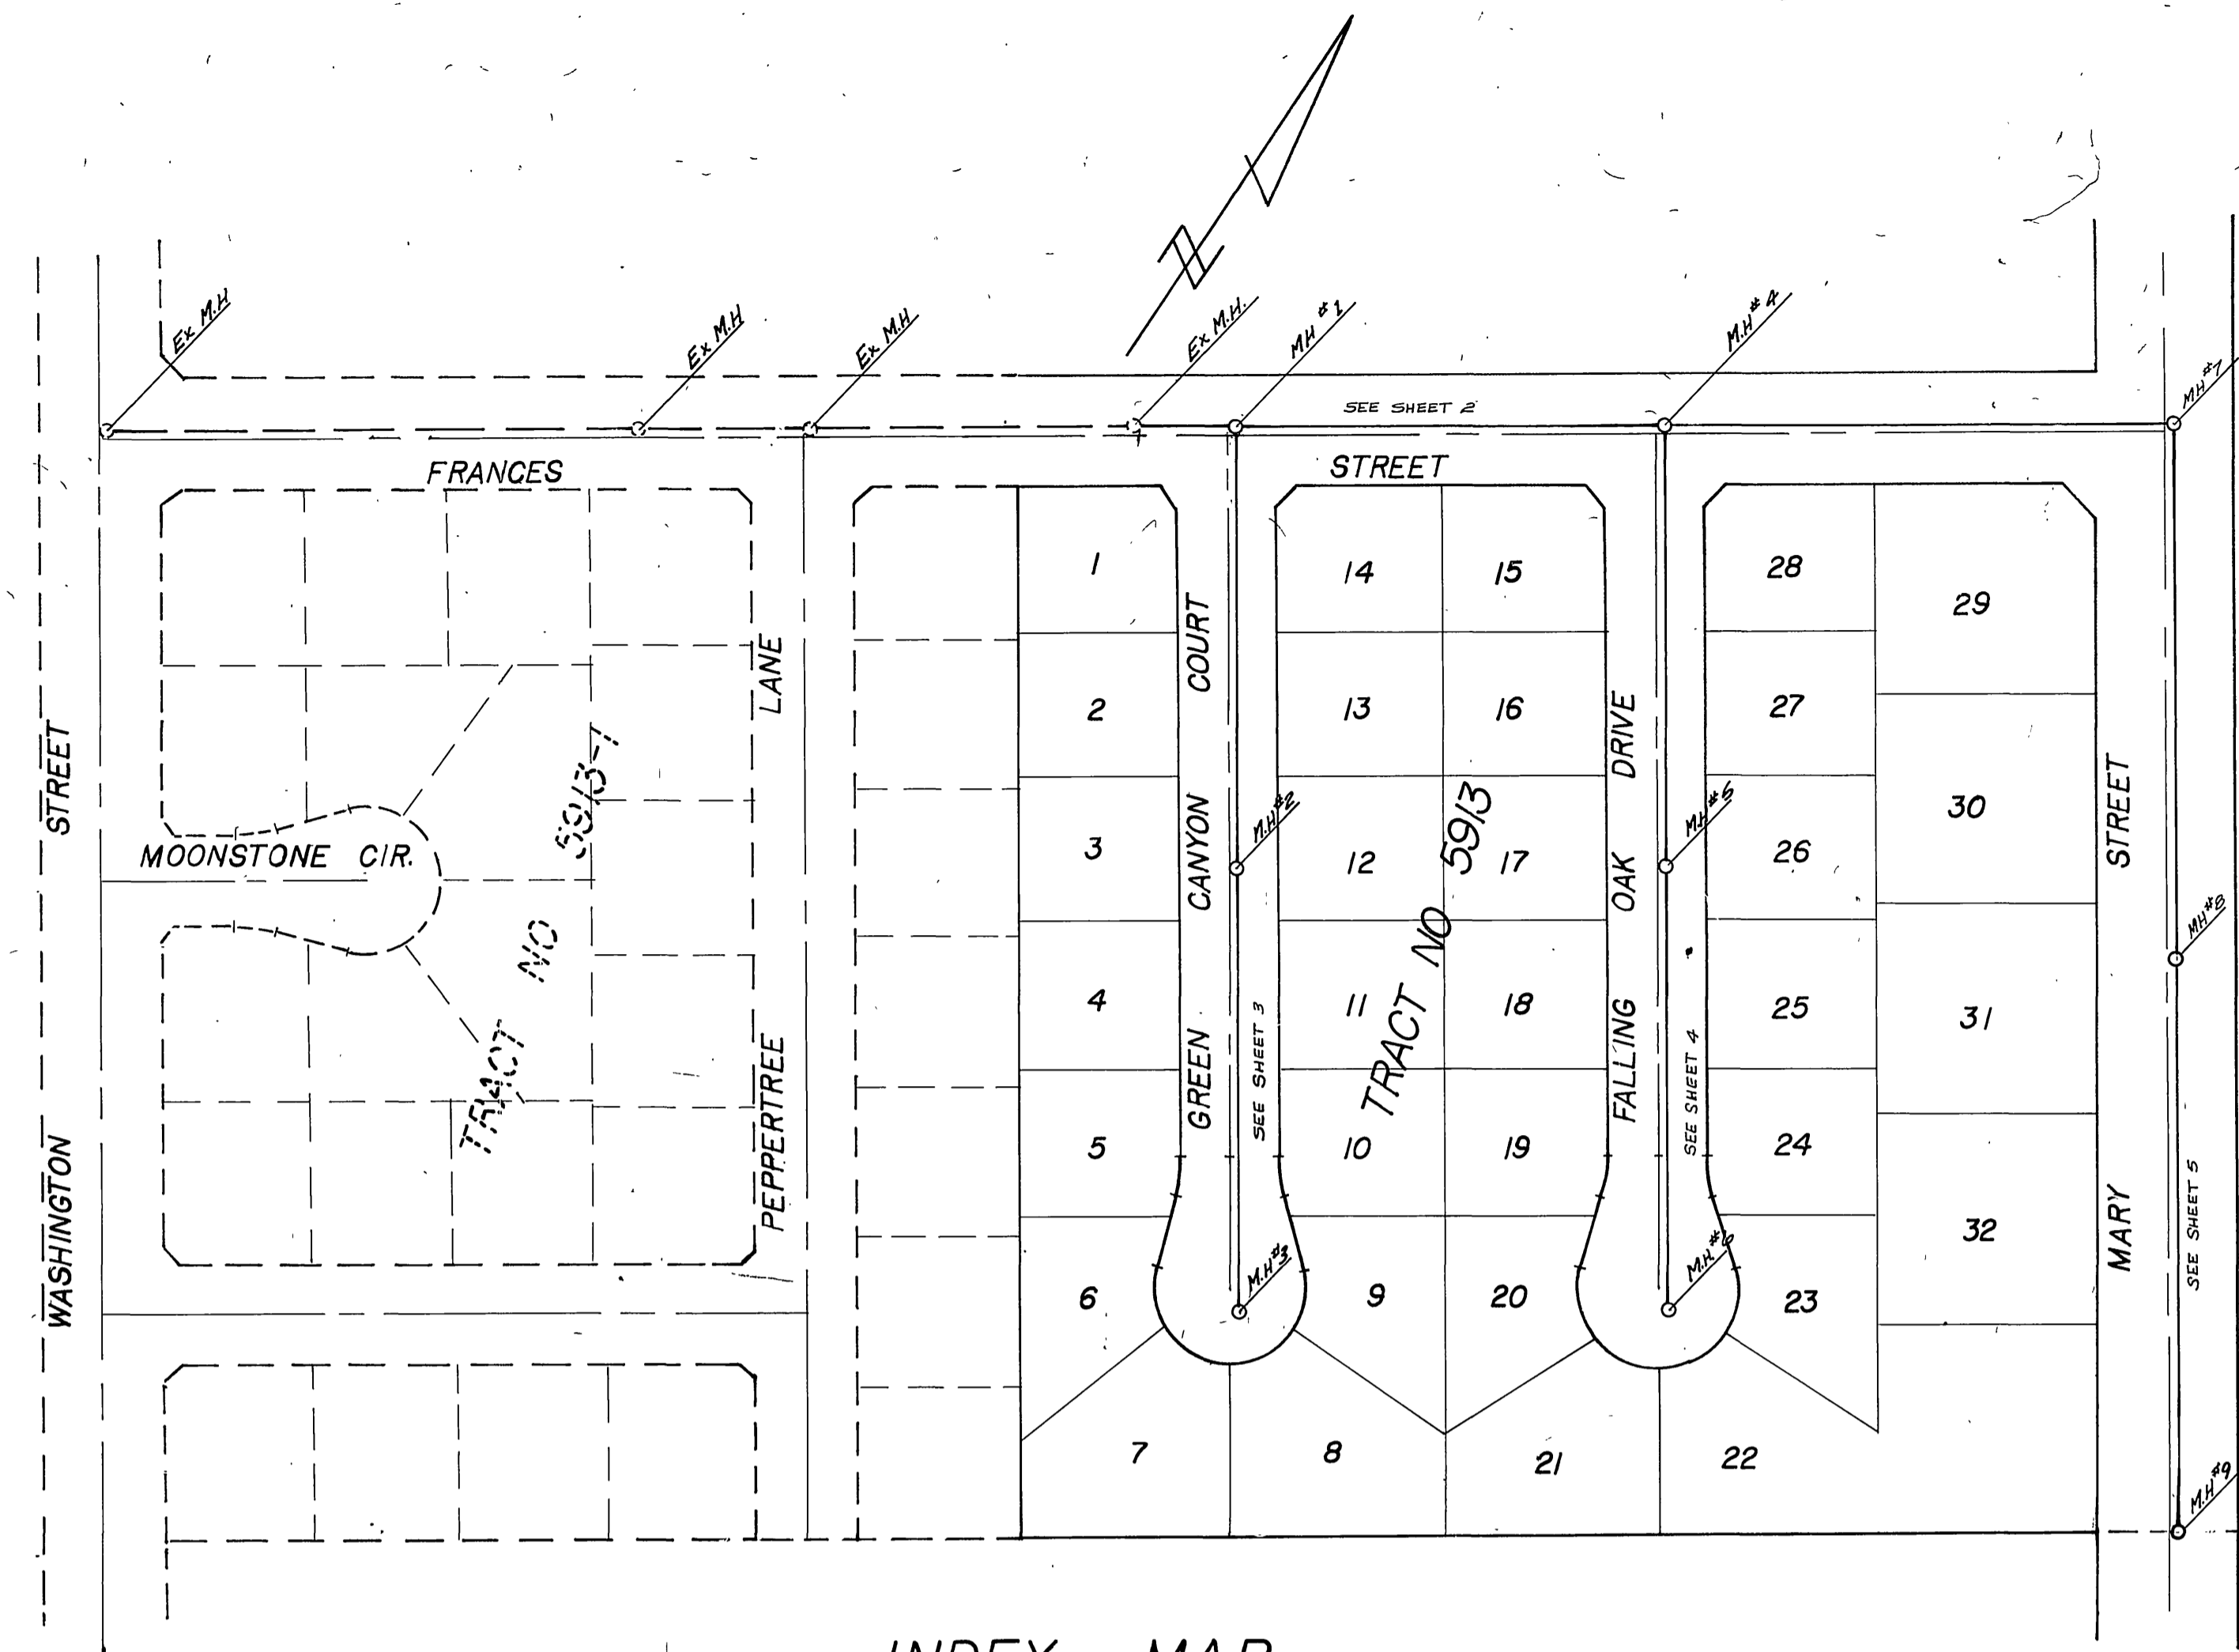 N
Ex M.H
Ex M.H
Ex M.H
Ex M.H.
MH #1
M.H #4
MH #7
SEE SHEET 2
FRANCES STREET
WASHINGTON STREET
MOONSTONE CIR.
PEPPERTREE LANE
TRACT NO 5913-1
GREEN CANYON COURT
SEE SHEET 3
M.H #2
M.H #3
TRACT NO 5913
FALLING OAK DRIVE
SEE SHEET 4
M.H #5
M.H. #6
MARY STREET
SEE SHEET 5
MH #8
M.H #9
1
2
3
4
5
6
7
8
9
10
11
12
13
14
15
16
17
18
19
20
21
22
23
24
25
26
27
28
29
30
31
32
INDEX MAP